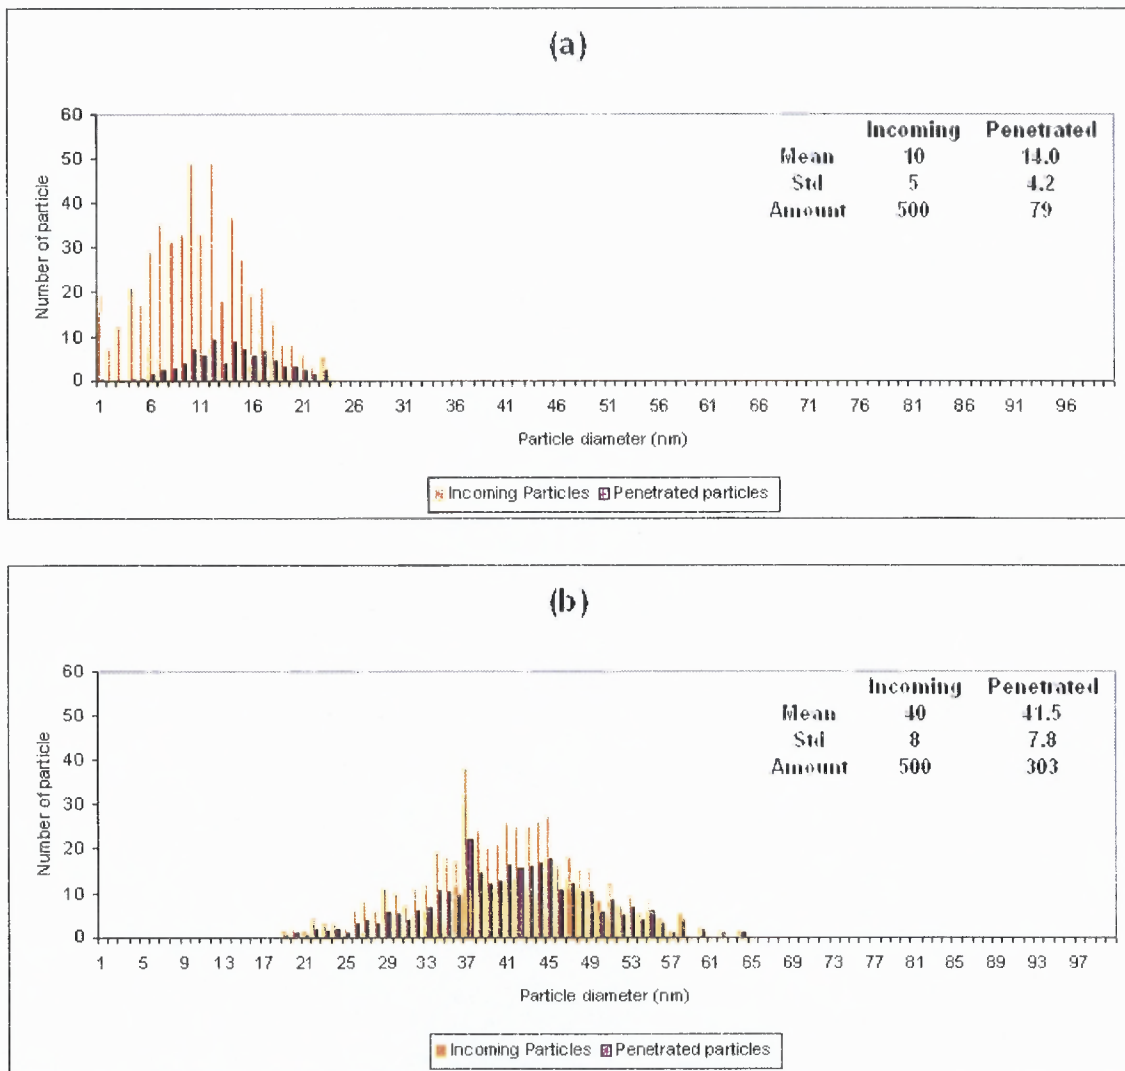 (a)
Incoming Penetrated
Mean 10 14.0
Std 5 4.2
Amount 500 79
Number of particle
60
50
40
30
20
10
0
1 6 11 16 21 26 31 36 41 46 51 56 61 66 71 76 81 86 91 96
Particle diameter (nm)
Incoming Particles Penetrated particles
(b)
Incoming Penetrated
Mean 40 41.5
Std 8 7.8
Amount 500 303
Number of particle
60
50
40
30
20
10
0
1 5 9 13 17 21 25 29 33 37 41 45 49 53 57 61 65 69 73 77 81 85 89 93 97
Particle diameter (nm)
Incoming Particles Penetrated particles